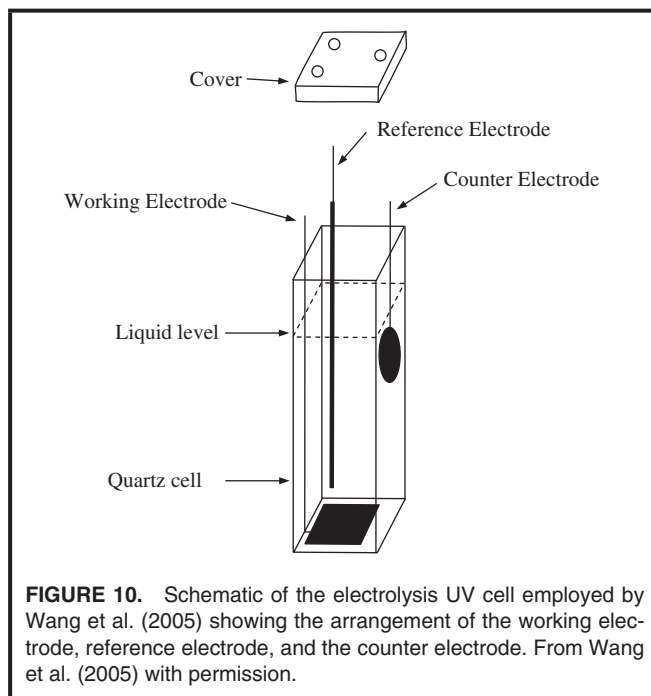 Cover
Reference Electrode
Counter Electrode
Working Electrode
Liquid level
Quartz cell
FIGURE 10. Schematic of the electrolysis UV cell employed by
Wang et al. (2005) showing the arrangement of the working elec-
trode, reference electrode, and the counter electrode. From Wang
et al. (2005) with permission.